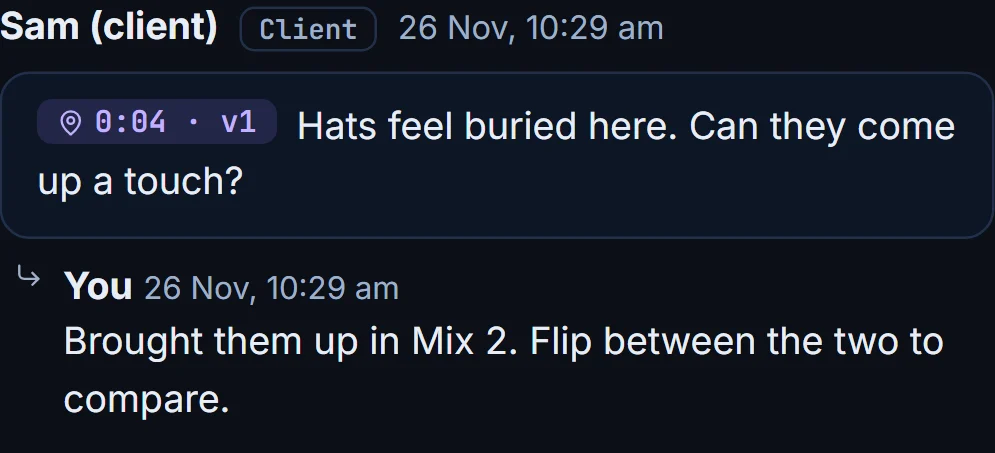 Sam (client) Client 26 Nov, 10:29 am
0:04 · v1 Hats feel buried here. Can they come
up a touch?
You 26 Nov, 10:29 am
Brought them up in Mix 2. Flip between the two to
compare.